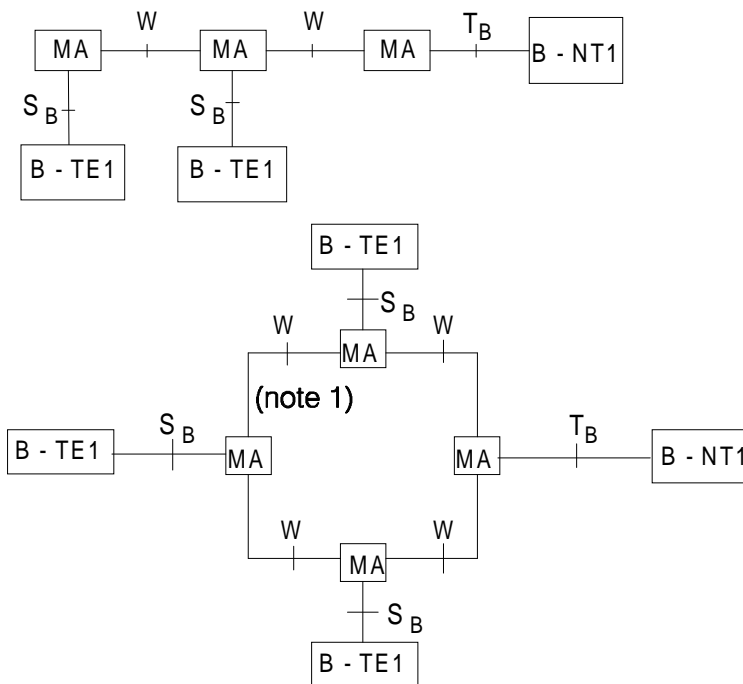 W W T B
MA MA MA B - NT1
S B S B
B - TE1 B - TE1
B - TE1
S B
W W
MA
(note 1)
S B T B
B - TE1 MA MA B - NT1
W W
MA
S B
B - TE1